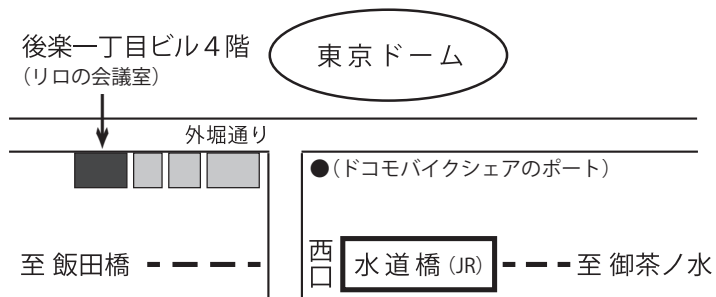 後楽一丁目ビル４階
（リロの会議室）
東京ドーム
外堀通り
●（ドコモバイクシェアのポート）
至 飯田橋
西口
水道橋（JR）
至 御茶ノ水